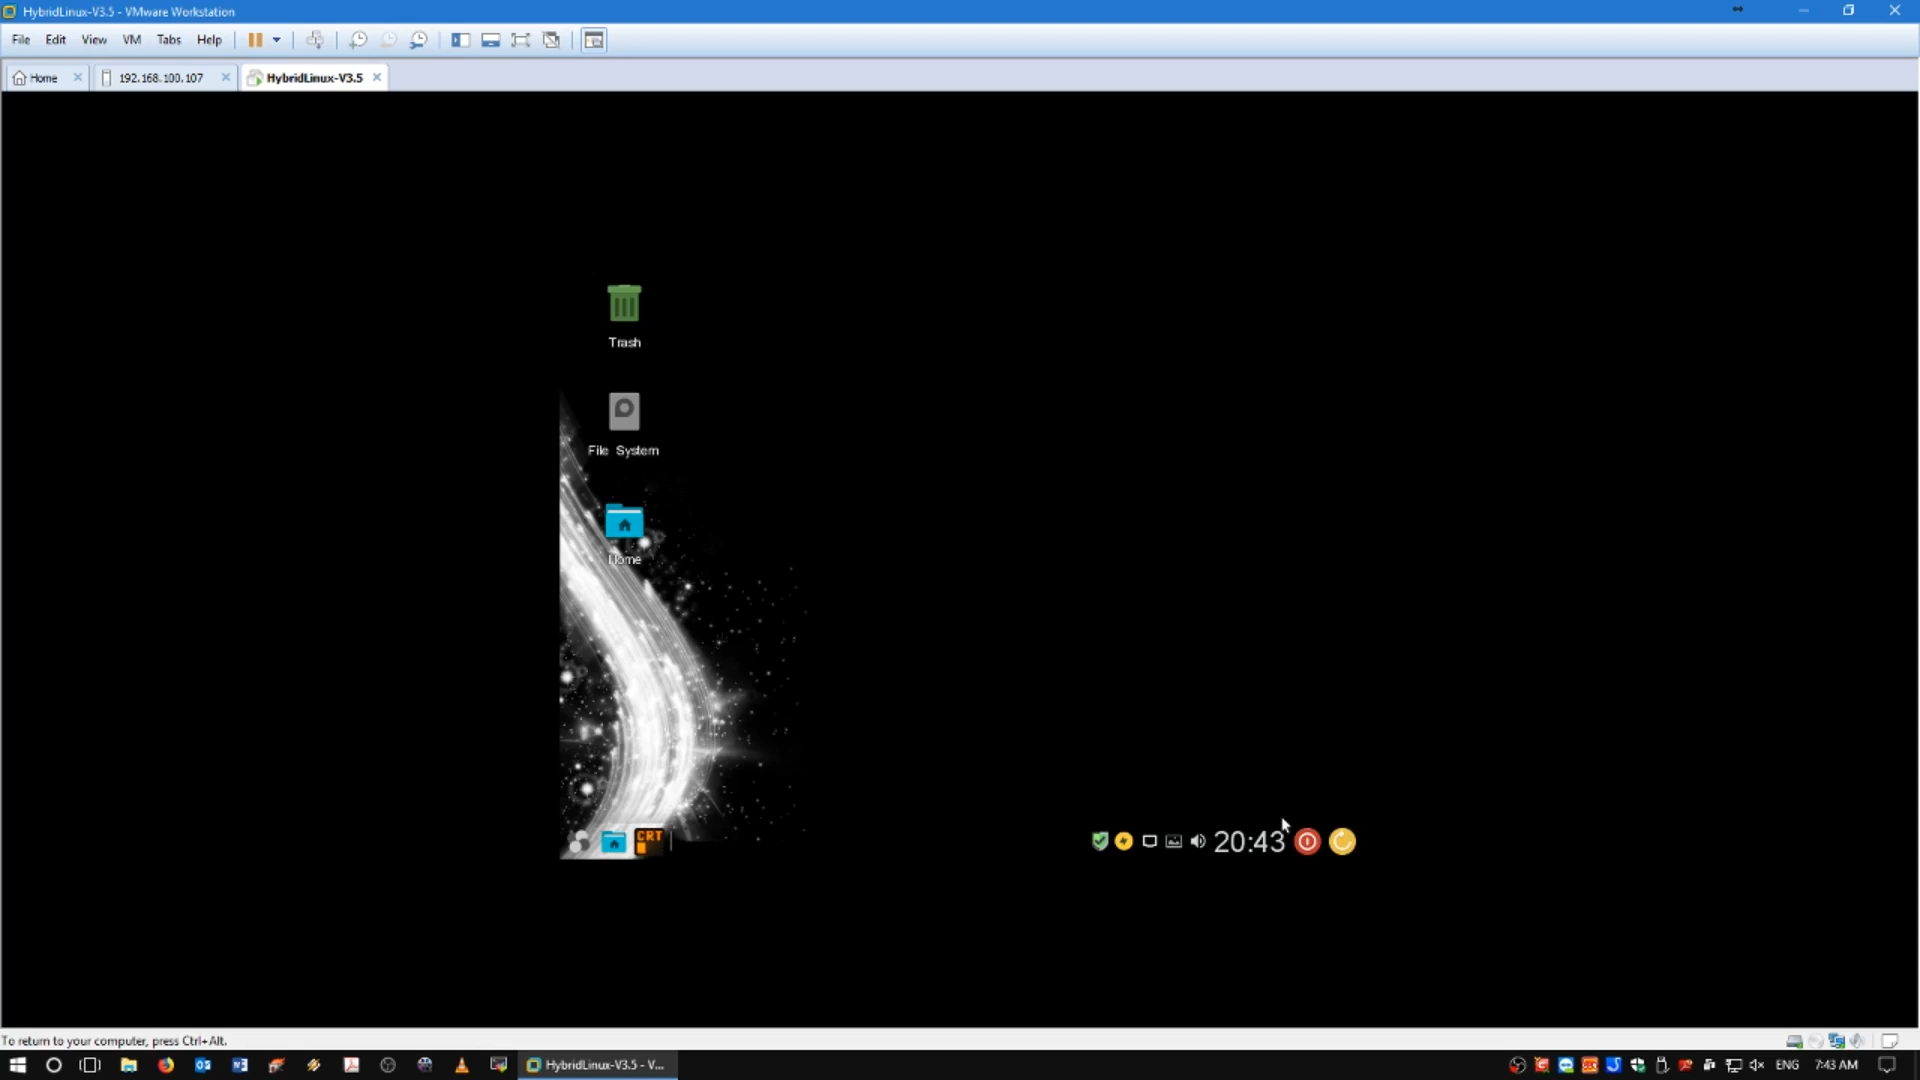 HybridLinux-V3.5 - VMware Workstation
File Edit View VM Tabs Help
Home 192.168.100.107 HybridLinux-V3.5
Trash
File System
Home
CRT 20:43
To return to your computer, press Ctrl+Alt.
HybridLinux-V3.5 - V... ENG 7:43 AM